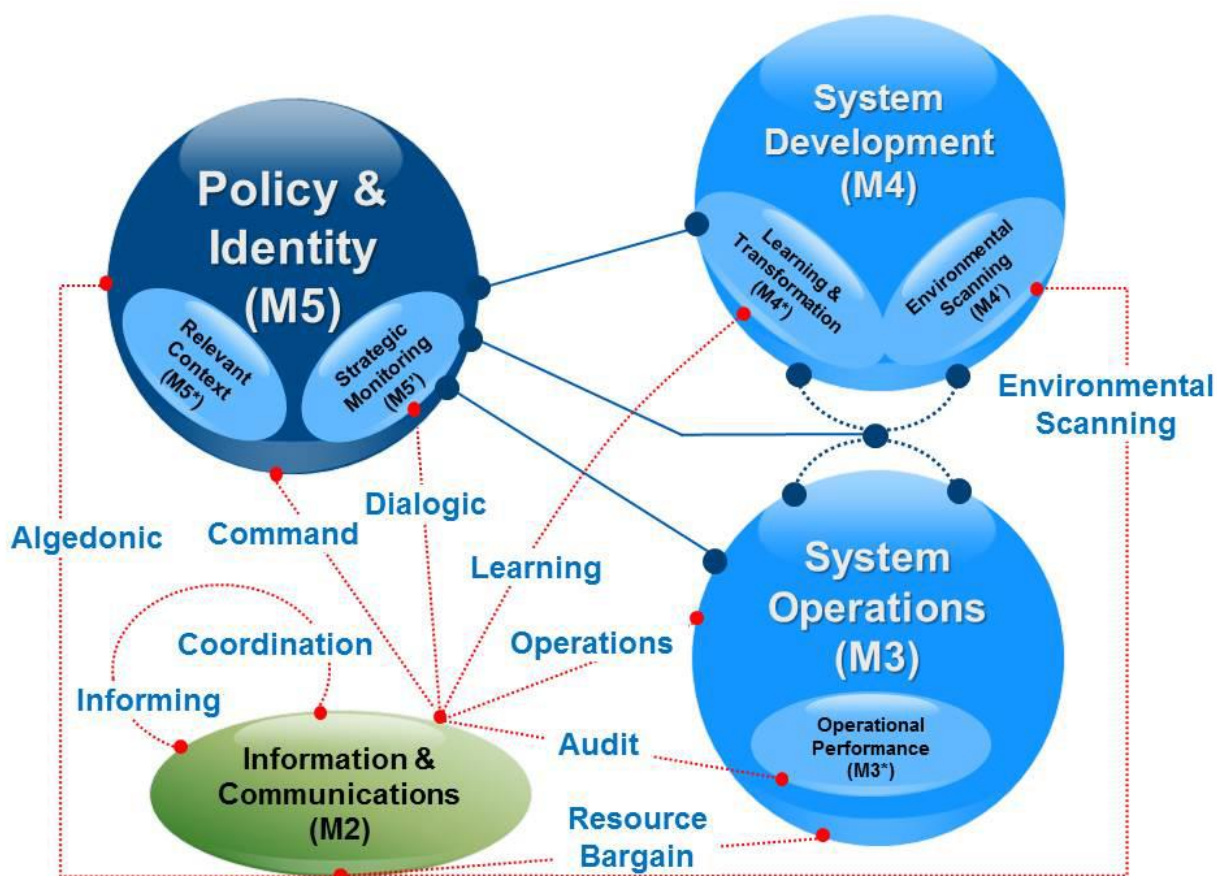 Policy &
Identity
(M5)
Relevant
Context
(M5*)
Strategic
Monitoring
(M5')
System
Development
(M4)
Learning &
Transformation
(M4*)
Environmental
Scanning
(M4')
Environmental
Scanning
Algedonic
Command
Dialogic
Learning
Coordination
Informing
Operations
Audit
Resource
Bargain
System
Operations
(M3)
Operational
Performance
(M3*)
Information &
Communications
(M2)